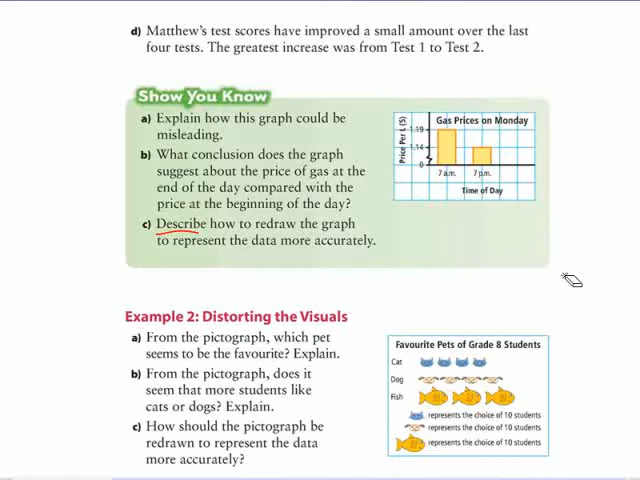 d) Matthew's test scores have improved a small amount over the last
four tests. The greatest increase was from Test 1 to Test 2.
Show You Know
a) Explain how this graph could be
misleading.
b) What conclusion does the graph
suggest about the price of gas at the
end of the day compared with the
price at the beginning of the day?
c) Describe how to redraw the graph
to represent the data more accurately.
Gas Prices on Monday
Price Per L ($)
1.19
1.14
0
7 a.m. 7 p.m.
Time of Day
Example 2: Distorting the Visuals
a) From the pictograph, which pet
seems to be the favourite? Explain.
b) From the pictograph, does it
seem that more students like
cats or dogs? Explain.
c) How should the pictograph be
redrawn to represent the data
more accurately?
Favourite Pets of Grade 8 Students
Cat
Dog
Fish
represents the choice of 10 students
represents the choice of 10 students
represents the choice of 10 students